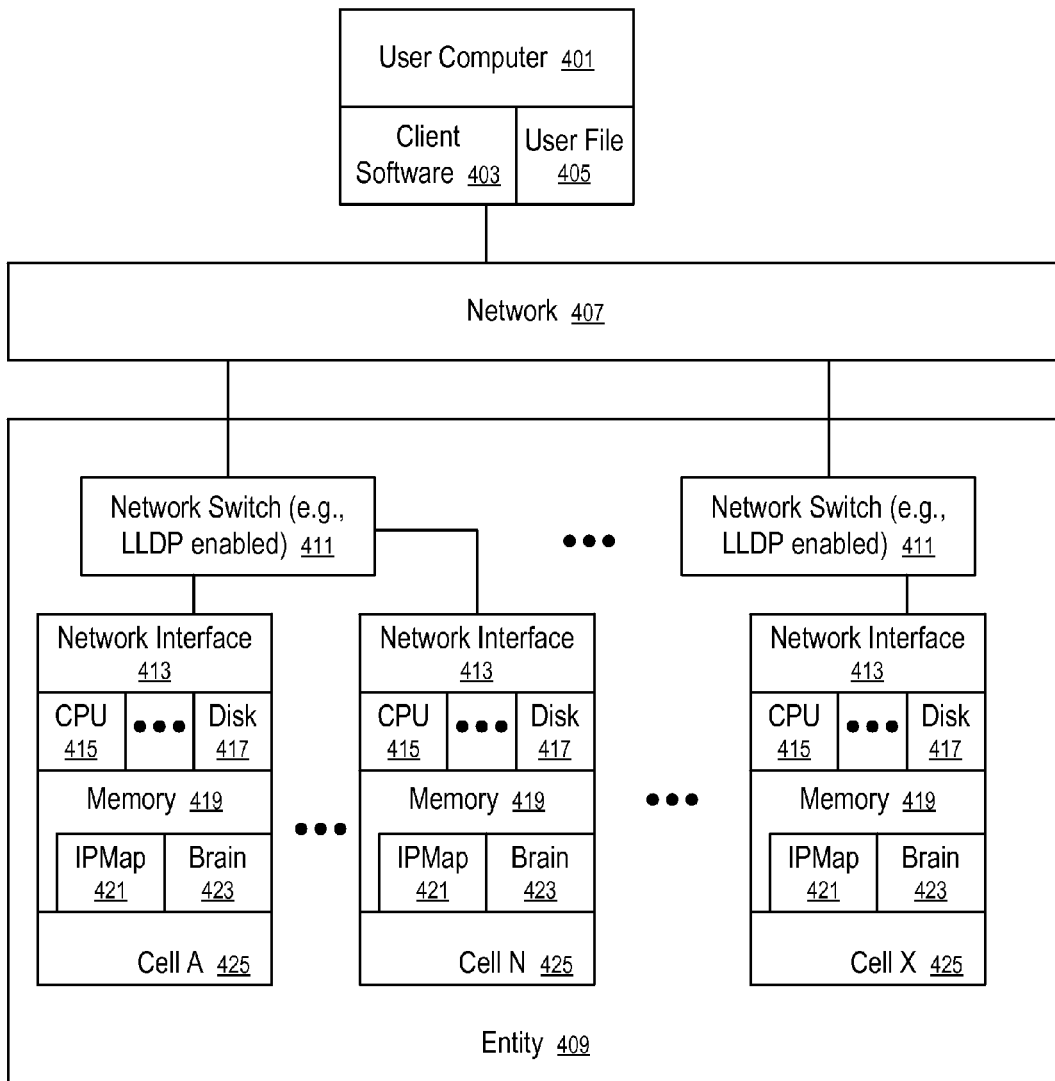 User Computer 401
Client
Software 403
User File
405
Network 407
Network Switch (e.g.,
LLDP enabled) 411
Network Switch (e.g.,
LLDP enabled) 411
Network Interface
413
CPU
415
Disk
417
Memory 419
IPMap
421
Brain
423
Cell A 425
Network Interface
413
CPU
415
Disk
417
Memory 419
IPMap
421
Brain
423
Cell N 425
Network Interface
413
CPU
415
Disk
417
Memory 419
IPMap
421
Brain
423
Cell X 425
Entity 409